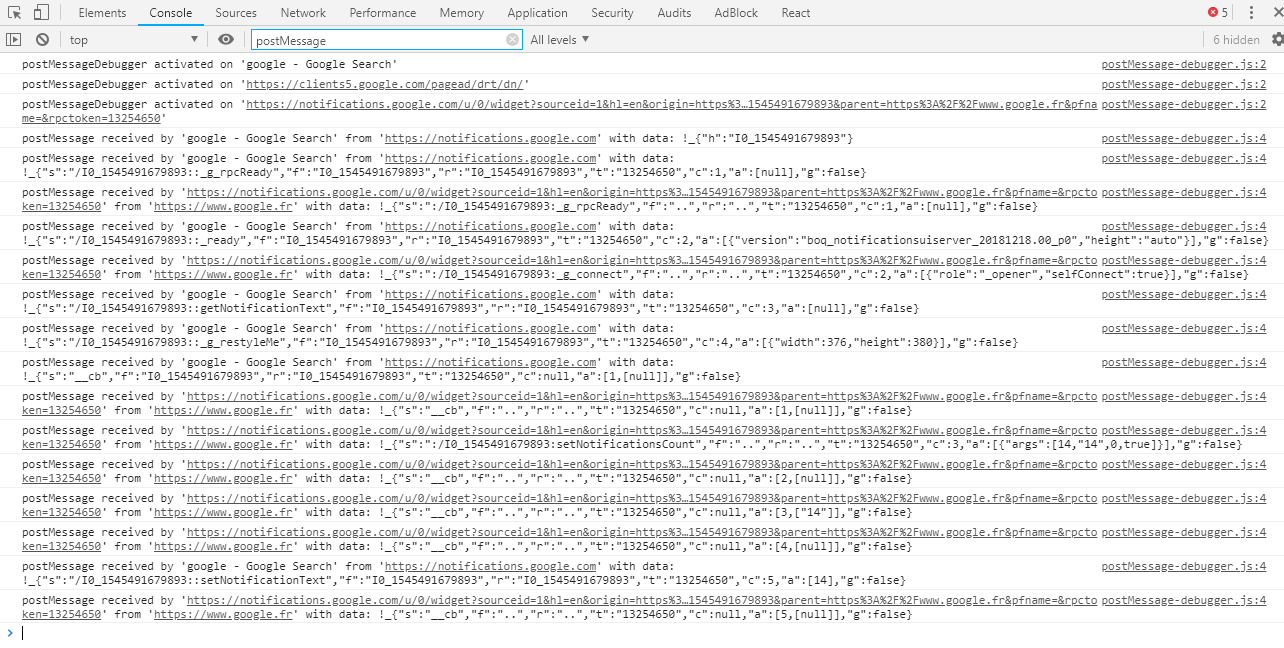 Elements Console Sources Network Performance Memory Application Security Audits AdBlock React 5
top postMessage All levels 6 hidden
postMessageDebugger activated on 'google - Google Search' postMessage-debugger.js:2
postMessageDebugger activated on 'https://clients5.google.com/pagead/drt/dn/' postMessage-debugger.js:2
postMessageDebugger activated on 'https://notifications.google.com/u/0/widget?sourceid=1&hl=en&origin=https%3…1545491679893&parent=https%3A%2F%2Fwww.google.fr&pfn postMessage-debugger.js:2
ame=&rpctoken=13254650'
postMessage received by 'google - Google Search' from 'https://notifications.google.com' with data: !_{"h":"I0_1545491679893"} postMessage-debugger.js:4
postMessage received by 'google - Google Search' from 'https://notifications.google.com' with data: postMessage-debugger.js:4
!_{"s":"/I0_1545491679893::_g_rpcReady","f":"I0_1545491679893","r":"I0_1545491679893","t":"13254650","c":1,"a":[null],"g":false}
postMessage received by 'https://notifications.google.com/u/0/widget?sourceid=1&hl=en&origin=https%3…1545491679893&parent=https%3A%2F%2Fwww.google.fr&pfname=&rpcto postMessage-debugger.js:4
ken=13254650' from 'https://www.google.fr' with data: !_{"s":":/I0_1545491679893:_g_rpcReady","f":"..","r":"..","t":"13254650","c":1,"a":[null],"g":false}
postMessage received by 'google - Google Search' from 'https://notifications.google.com' with data: postMessage-debugger.js:4
!_{"s":"/I0_1545491679893::_ready","f":"I0_1545491679893","r":"I0_1545491679893","t":"13254650","c":2,"a":[{"version":"boq_notificationsuiserver_20181218.00_p0","height":"auto"}],"g":false}
postMessage received by 'https://notifications.google.com/u/0/widget?sourceid=1&hl=en&origin=https%3…1545491679893&parent=https%3A%2F%2Fwww.google.fr&pfname=&rpcto postMessage-debugger.js:4
ken=13254650' from 'https://www.google.fr' with data: !_{"s":":/I0_1545491679893:_g_connect","f":"..","r":"..","t":"13254650","c":2,"a":[{"role":"_opener","selfConnect":true}],"g":false}
postMessage received by 'google - Google Search' from 'https://notifications.google.com' with data: postMessage-debugger.js:4
!_{"s":"/I0_1545491679893::getNotificationText","f":"I0_1545491679893","r":"I0_1545491679893","t":"13254650","c":3,"a":[null],"g":false}
postMessage received by 'google - Google Search' from 'https://notifications.google.com' with data: postMessage-debugger.js:4
!_{"s":"/I0_1545491679893::_g_restyleMe","f":"I0_1545491679893","r":"I0_1545491679893","t":"13254650","c":4,"a":[{"width":376,"height":380}],"g":false}
postMessage received by 'google - Google Search' from 'https://notifications.google.com' with data: postMessage-debugger.js:4
!_{"s":"__cb","f":"I0_1545491679893","r":"I0_1545491679893","t":"13254650","c":null,"a":[1,[null]],"g":false}
postMessage received by 'https://notifications.google.com/u/0/widget?sourceid=1&hl=en&origin=https%3…1545491679893&parent=https%3A%2F%2Fwww.google.fr&pfname=&rpcto postMessage-debugger.js:4
ken=13254650' from 'https://www.google.fr' with data: !_{"s":"__cb","f":"..","r":"..","t":"13254650","c":null,"a":[1,[null]],"g":false}
postMessage received by 'https://notifications.google.com/u/0/widget?sourceid=1&hl=en&origin=https%3…1545491679893&parent=https%3A%2F%2Fwww.google.fr&pfname=&rpcto postMessage-debugger.js:4
ken=13254650' from 'https://www.google.fr' with data: !_{"s":":/I0_1545491679893:setNotificationsCount","f":"..","r":"..","t":"13254650","c":3,"a":[{"args":[14,"14",0,true]}],"g":false}
postMessage received by 'https://notifications.google.com/u/0/widget?sourceid=1&hl=en&origin=https%3…1545491679893&parent=https%3A%2F%2Fwww.google.fr&pfname=&rpcto postMessage-debugger.js:4
ken=13254650' from 'https://www.google.fr' with data: !_{"s":"__cb","f":"..","r":"..","t":"13254650","c":null,"a":[2,[null]],"g":false}
postMessage received by 'https://notifications.google.com/u/0/widget?sourceid=1&hl=en&origin=https%3…1545491679893&parent=https%3A%2F%2Fwww.google.fr&pfname=&rpcto postMessage-debugger.js:4
ken=13254650' from 'https://www.google.fr' with data: !_{"s":"__cb","f":"..","r":"..","t":"13254650","c":null,"a":[3,["14"]],"g":false}
postMessage received by 'https://notifications.google.com/u/0/widget?sourceid=1&hl=en&origin=https%3…1545491679893&parent=https%3A%2F%2Fwww.google.fr&pfname=&rpcto postMessage-debugger.js:4
ken=13254650' from 'https://www.google.fr' with data: !_{"s":"__cb","f":"..","r":"..","t":"13254650","c":null,"a":[4,[null]],"g":false}
postMessage received by 'google - Google Search' from 'https://notifications.google.com' with data: postMessage-debugger.js:4
!_{"s":"/I0_1545491679893::setNotificationText","f":"I0_1545491679893","r":"I0_1545491679893","t":"13254650","c":5,"a":[14],"g":false}
postMessage received by 'https://notifications.google.com/u/0/widget?sourceid=1&hl=en&origin=https%3…1545491679893&parent=https%3A%2F%2Fwww.google.fr&pfname=&rpcto postMessage-debugger.js:4
ken=13254650' from 'https://www.google.fr' with data: !_{"s":"__cb","f":"..","r":"..","t":"13254650","c":null,"a":[5,[null]],"g":false}